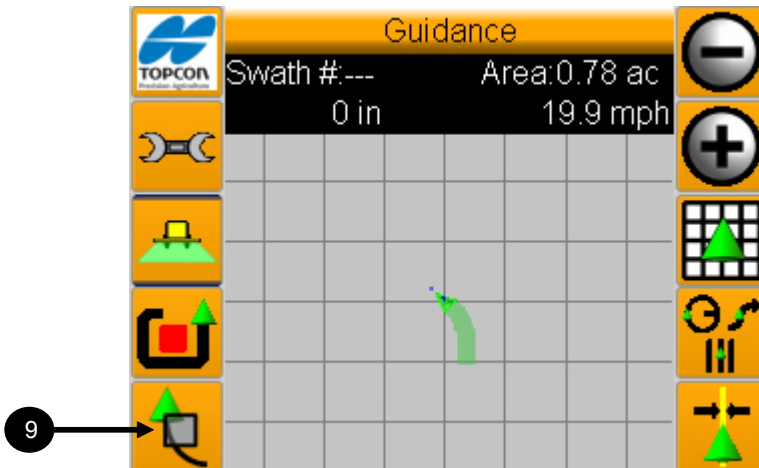 Guidance
TOPCON
Precision Agriculture
Swath #:--- Area:0.78 ac
0 in 19.9 mph
9